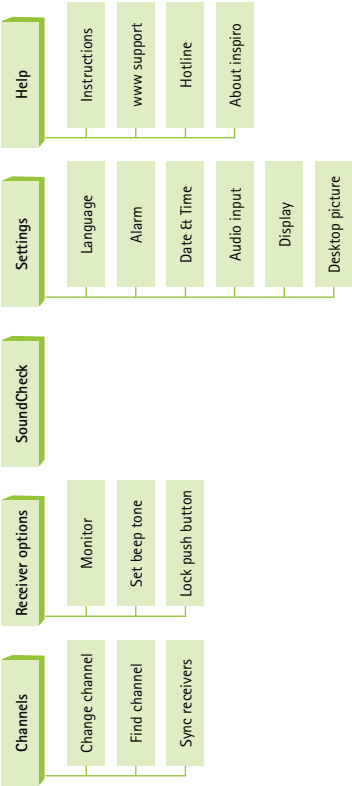 Channels
Change channel
Find channel
Sync receivers
Receiver options
Monitor
Set beep tone
Lock push button
SoundCheck
Settings
Language
Alarm
Date & Time
Audio input
Display
Desktop picture
Help
Instructions
www support
Hotline
About inspiro